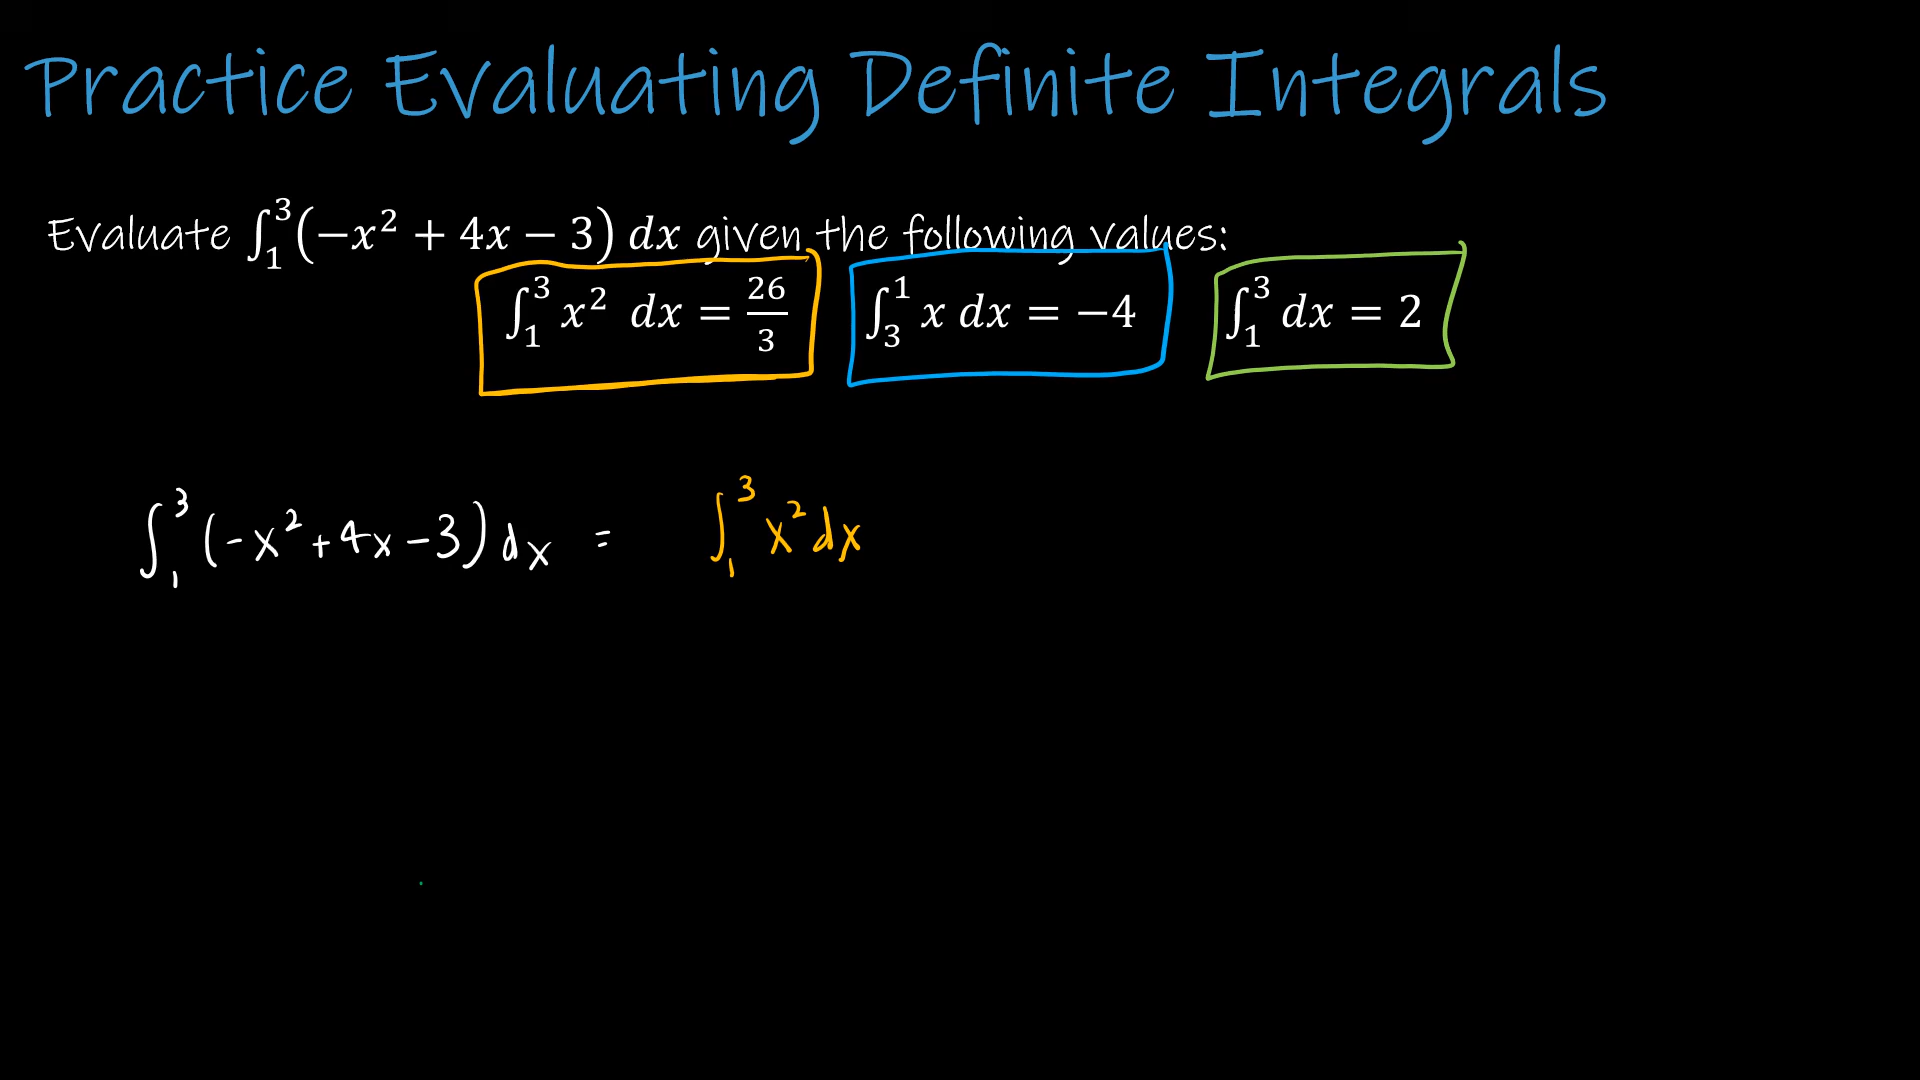 Practice Evaluating Definite Integrals
Evaluate ∫₁³(−x² + 4x − 3) dx given the following values:
∫₁³ x² dx = 26/3 ∫₃¹ x dx = −4 ∫₁³ dx = 2
∫₁³ (-x²+4x-3) dx = ∫₁³ x² dx